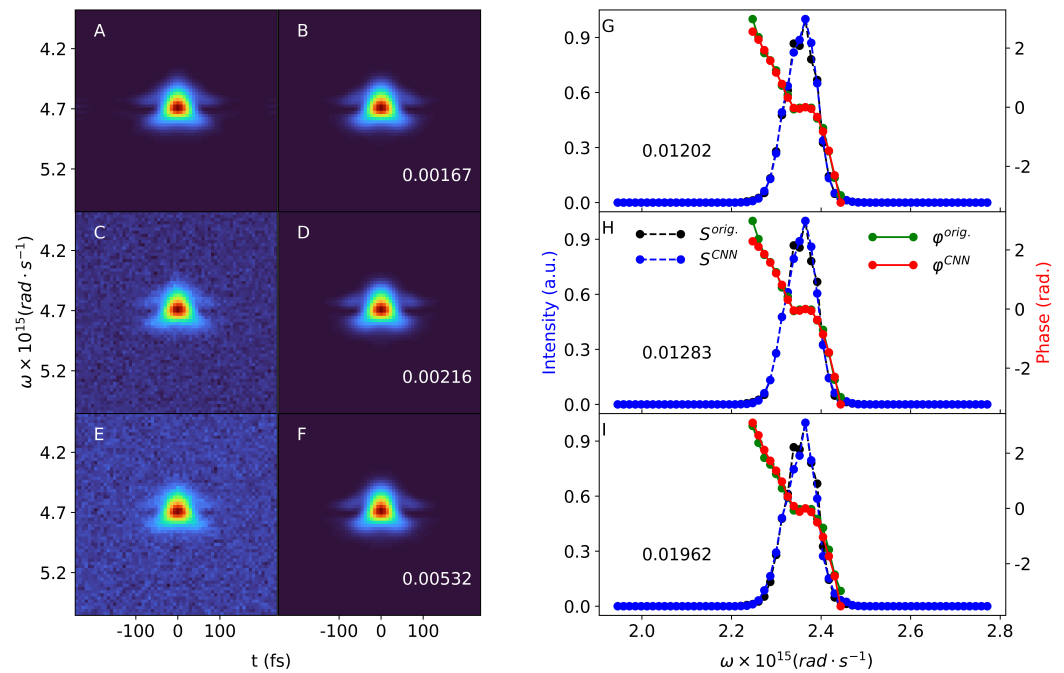 A
B
4.2
4.7
5.2
0.00167
C
D
4.2
4.7
5.2
0.00216
E
F
4.2
4.7
5.2
0.00532
ω × 10^15(rad · s^−1)
-100 0 100
-100 0 100
t (fs)
G
0.9
0.6
0.3
0.0
2
0
-2
0.01202
H
S^orig.
S^CNN
φ^orig.
φ^CNN
0.9
0.6
0.3
0.0
2
0
-2
0.01283
Intensity (a.u.)
Phase (rad.)
I
0.9
0.6
0.3
0.0
2
0
-2
0.01962
2.0 2.2 2.4 2.6 2.8
ω × 10^15(rad · s^−1)